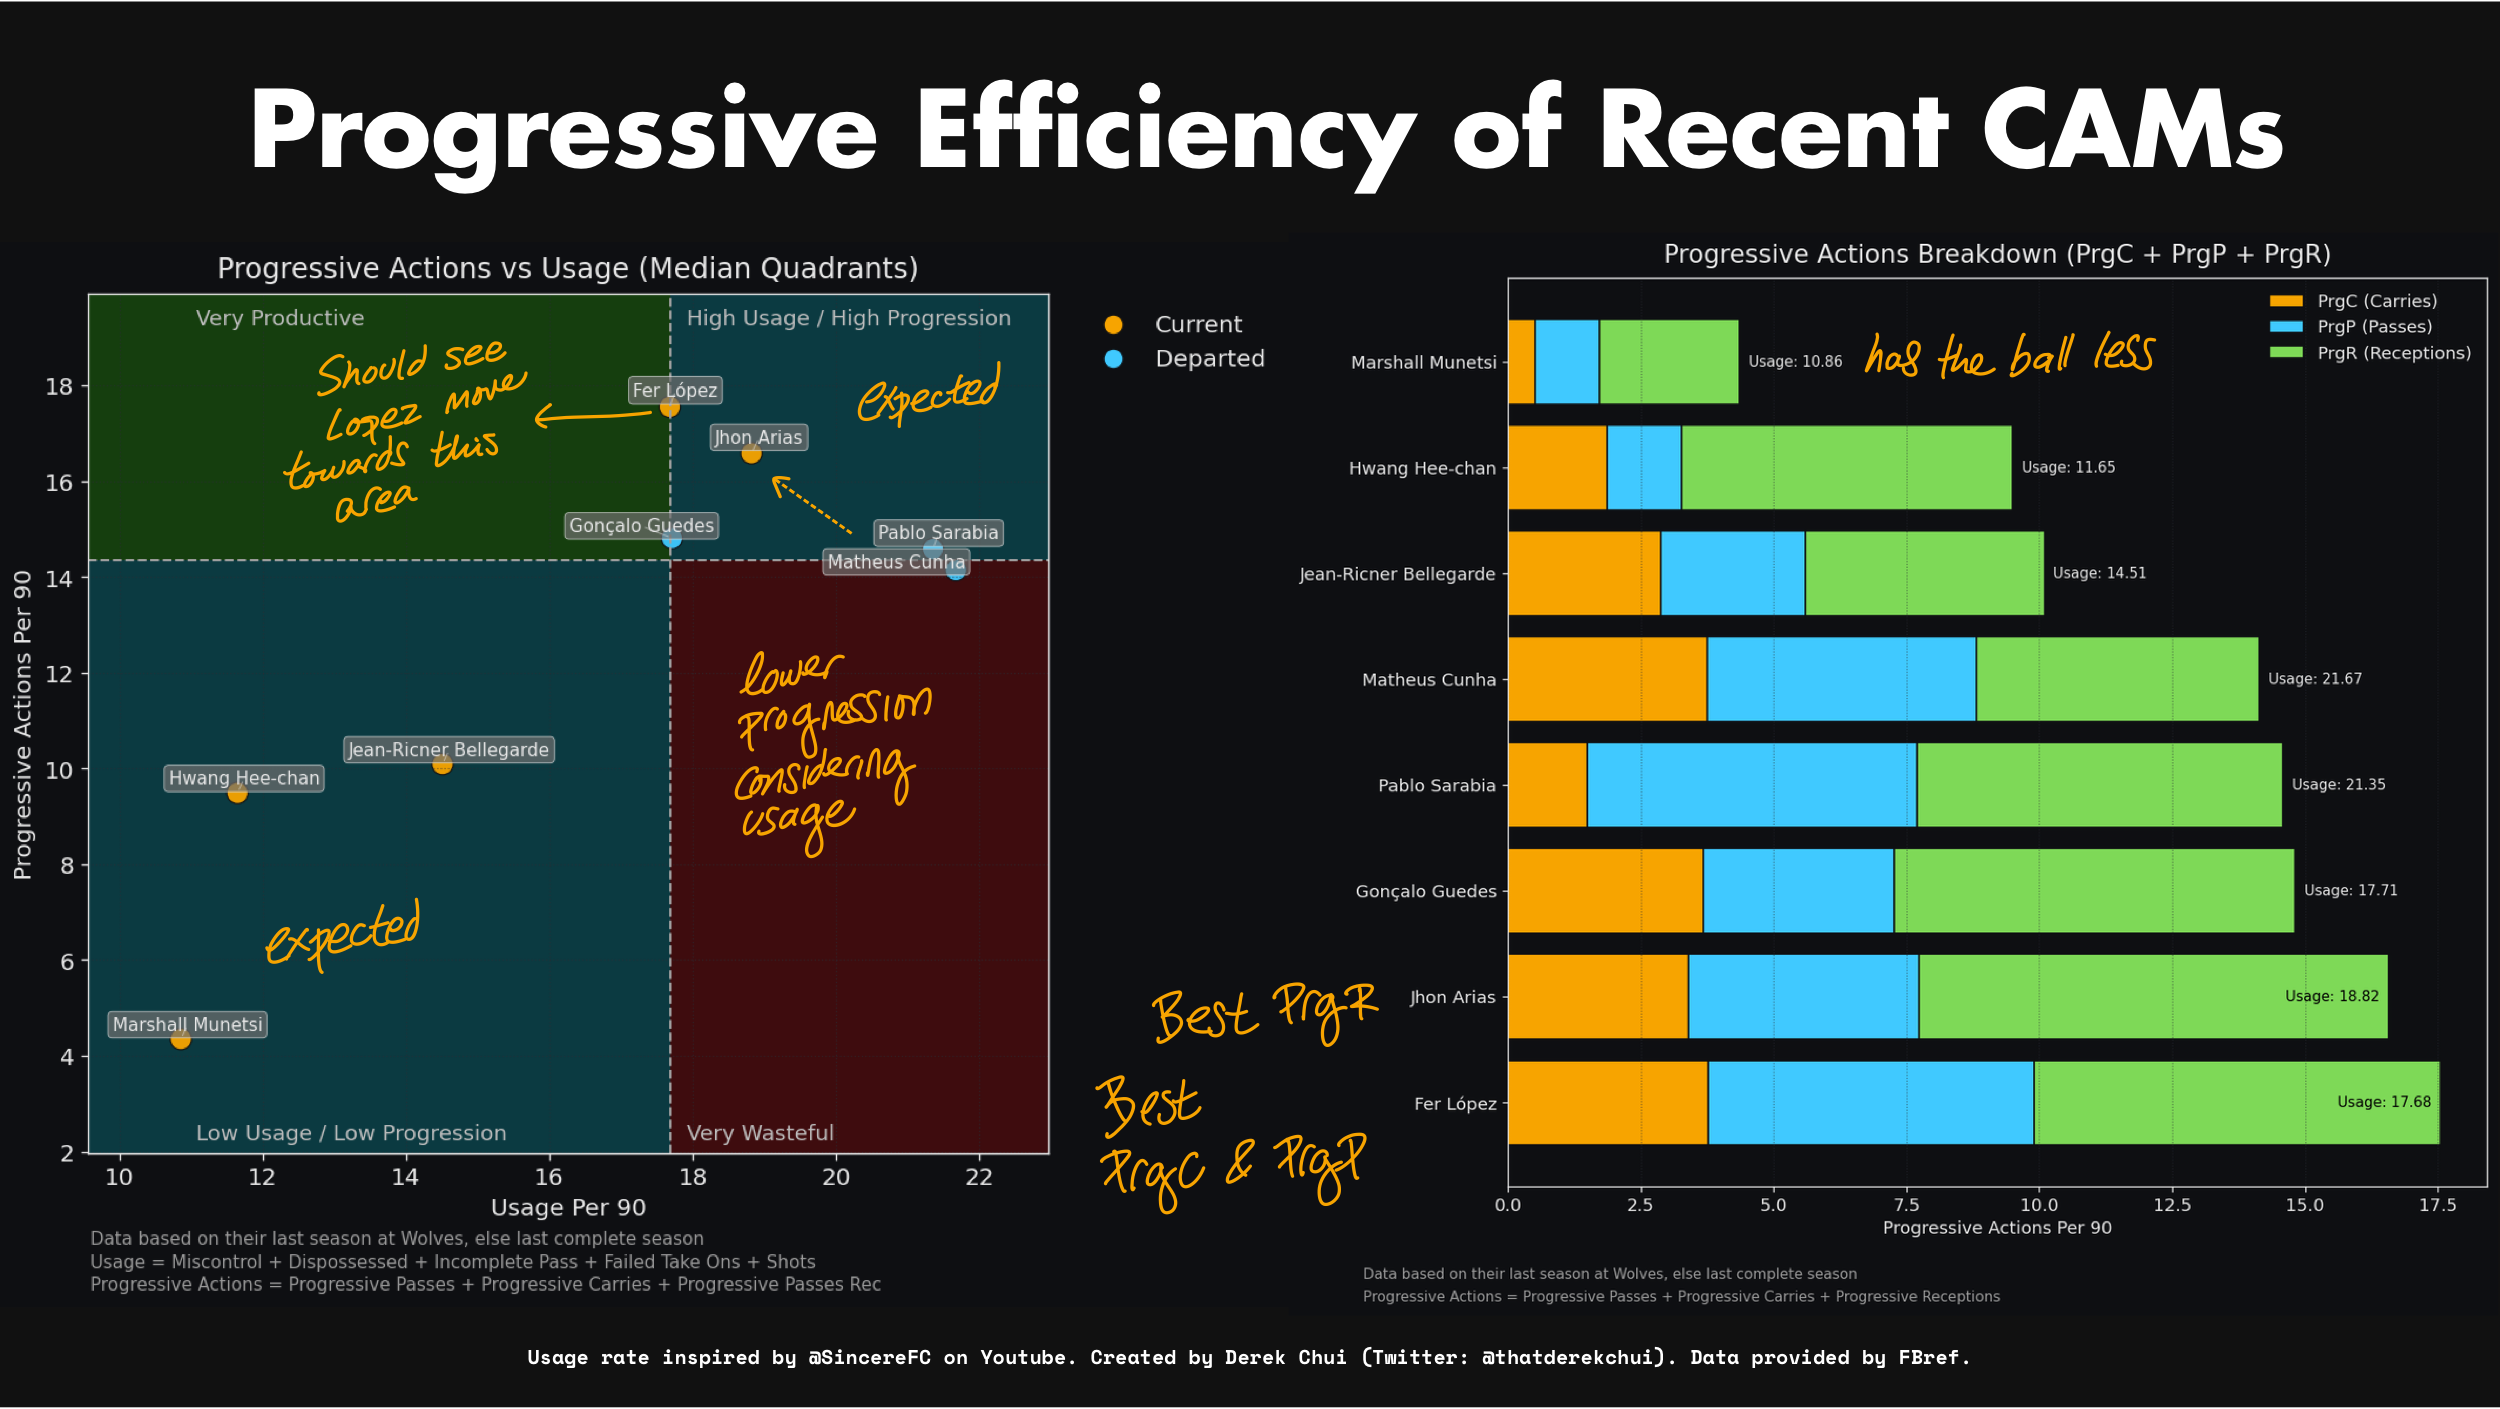 Progressive Efficiency of Recent CAMs
Progressive Actions vs Usage (Median Quadrants)
Very Productive
High Usage / High Progression
Should see
Lopez move
towards this
area
expected
Fer López
Jhon Arias
Gonçalo Guedes
Pablo Sarabia
Matheus Cunha
lower
progression
considering
usage
Jean-Ricner Bellegarde
Hwang Hee-chan
expected
Marshall Munetsi
Low Usage / Low Progression
Very Wasteful
18
16
14
12
10
8
6
4
2
Progressive Actions Per 90
10 12 14 16 18 20 22
Usage Per 90
Data based on their last season at Wolves, else last complete season
Usage = Miscontrol + Dispossessed + Incomplete Pass + Failed Take Ons + Shots
Progressive Actions = Progressive Passes + Progressive Carries + Progressive Passes Rec
Current
Departed
Progressive Actions Breakdown (PrgC + PrgP + PrgR)
PrgC (Carries)
PrgP (Passes)
PrgR (Receptions)
Marshall Munetsi Usage: 10.86 has the ball less
Hwang Hee-chan Usage: 11.65
Jean-Ricner Bellegarde Usage: 14.51
Matheus Cunha Usage: 21.67
Pablo Sarabia Usage: 21.35
Gonçalo Guedes Usage: 17.71
Best PrgR
Jhon Arias Usage: 18.82
Best
PrgC & PrgP
Fer López Usage: 17.68
0.0 2.5 5.0 7.5 10.0 12.5 15.0 17.5
Progressive Actions Per 90
Data based on their last season at Wolves, else last complete season
Progressive Actions = Progressive Passes + Progressive Carries + Progressive Receptions
Usage rate inspired by @SincereFC on Youtube. Created by Derek Chui (Twitter: @thatderekchui). Data provided by FBref.